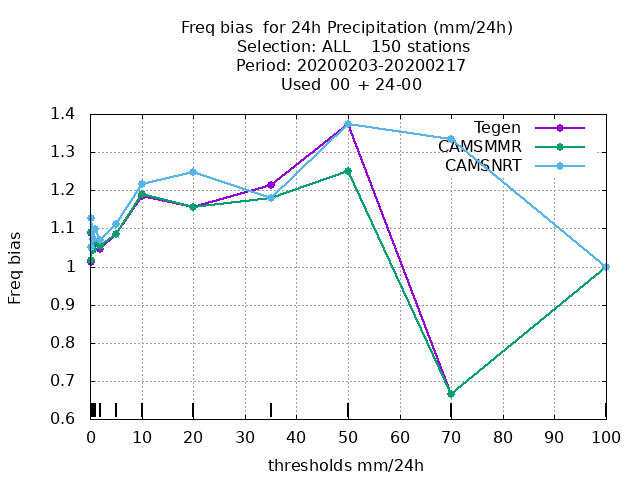 Freq bias  for 24h Precipitation (mm/24h)
Selection: ALL    150 stations
Period: 20200203-20200217
Used  00 + 24-00
Tegen
CAMSMMR
CAMSNRT
1.4
1.3
1.2
1.1
1
0.9
0.8
0.7
0.6
Freq bias
0 10 20 30 40 50 60 70 80 90 100
thresholds mm/24h